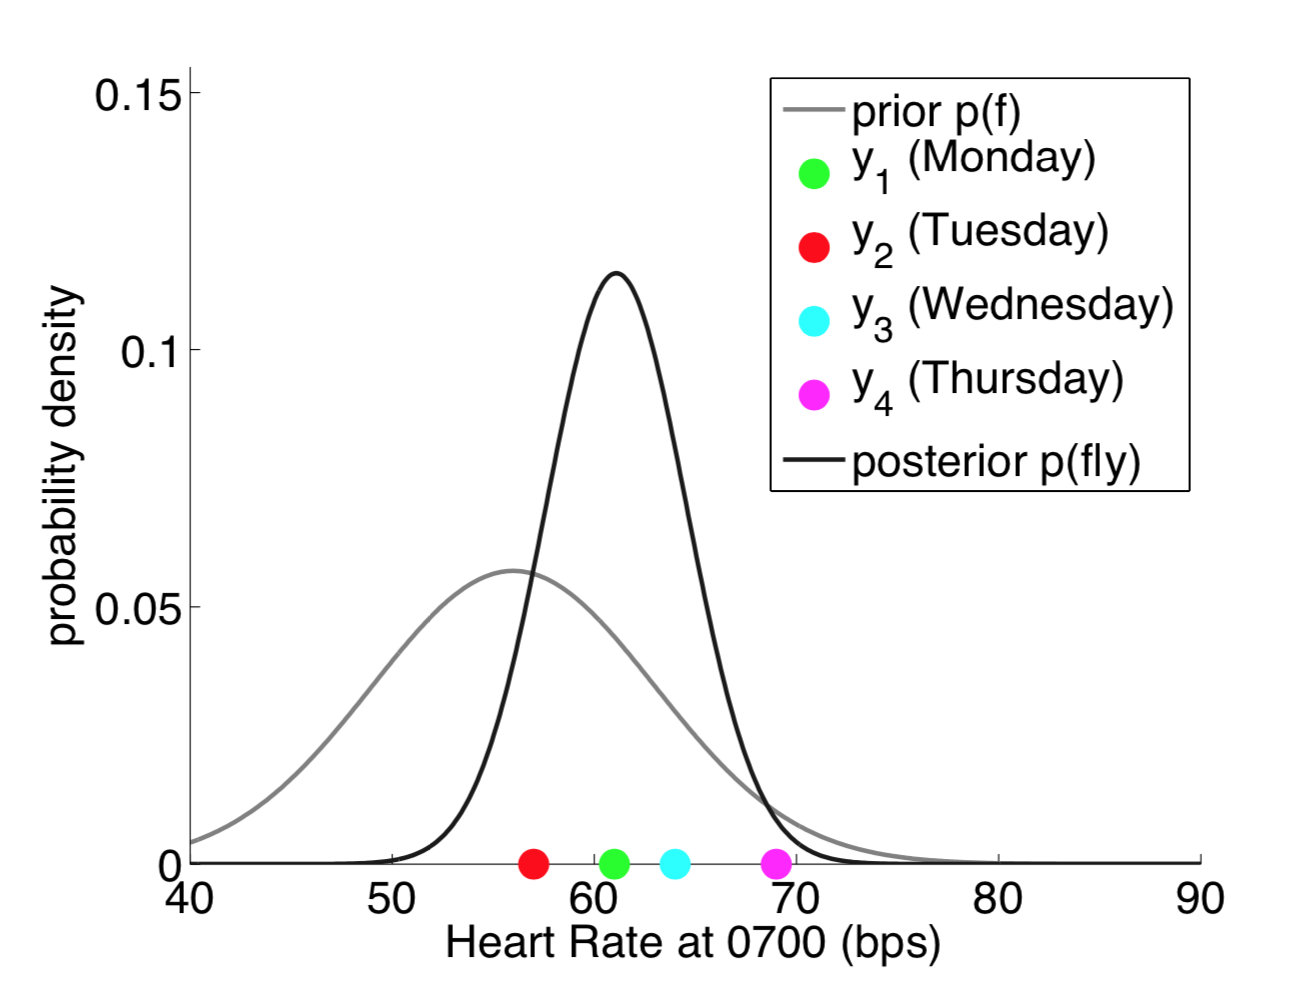 0.15
0.1
0.05
0
probability density
40 50 60 70 80 90
Heart Rate at 0700 (bps)
prior p(f)
y1 (Monday)
y2 (Tuesday)
y3 (Wednesday)
y4 (Thursday)
posterior p(fly)